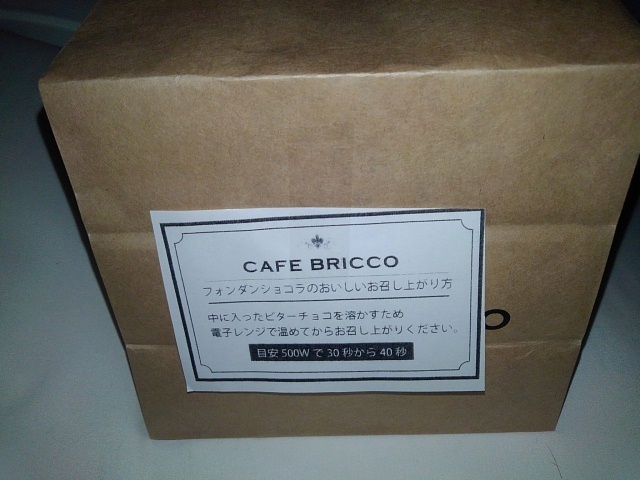 CAFE BRICCO
フォンダンショコラのおいしいお召し上がり方
中に入ったビターチョコを溶かすため
電子レンジで温めてからお召し上がりください。
目安 500W で 30 秒から 40 秒
O